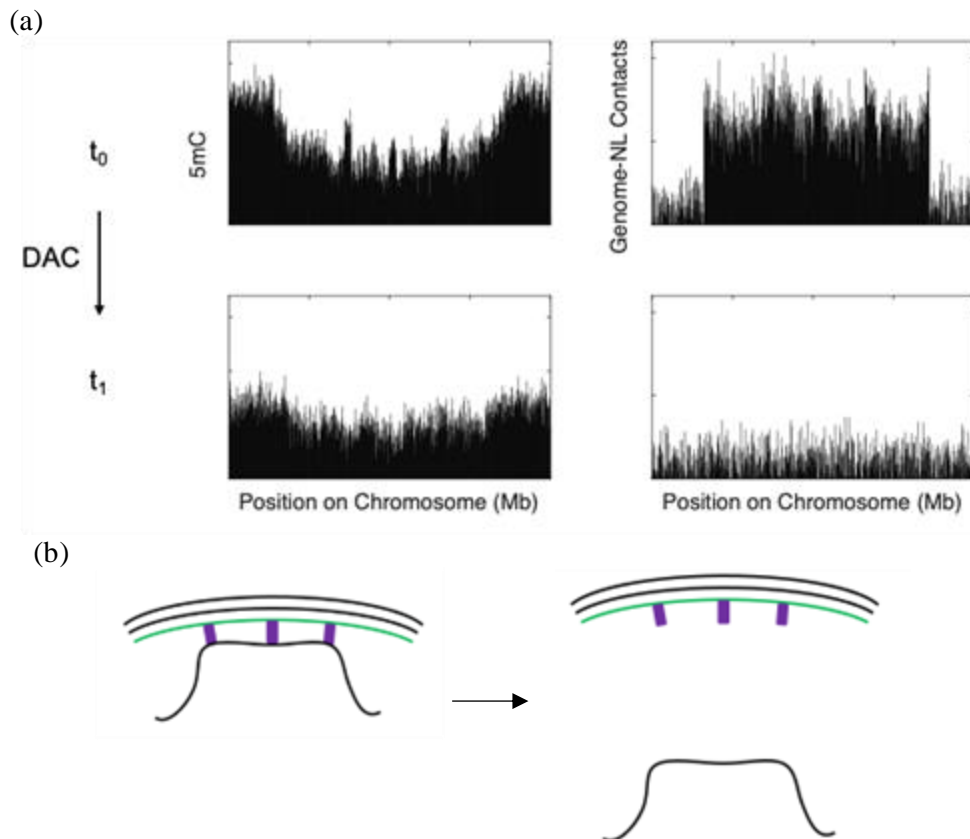 (a)
t0
DAC
t1
5mC
Genome-NL Contacts
Position on Chromosome (Mb)
Position on Chromosome (Mb)
(b)